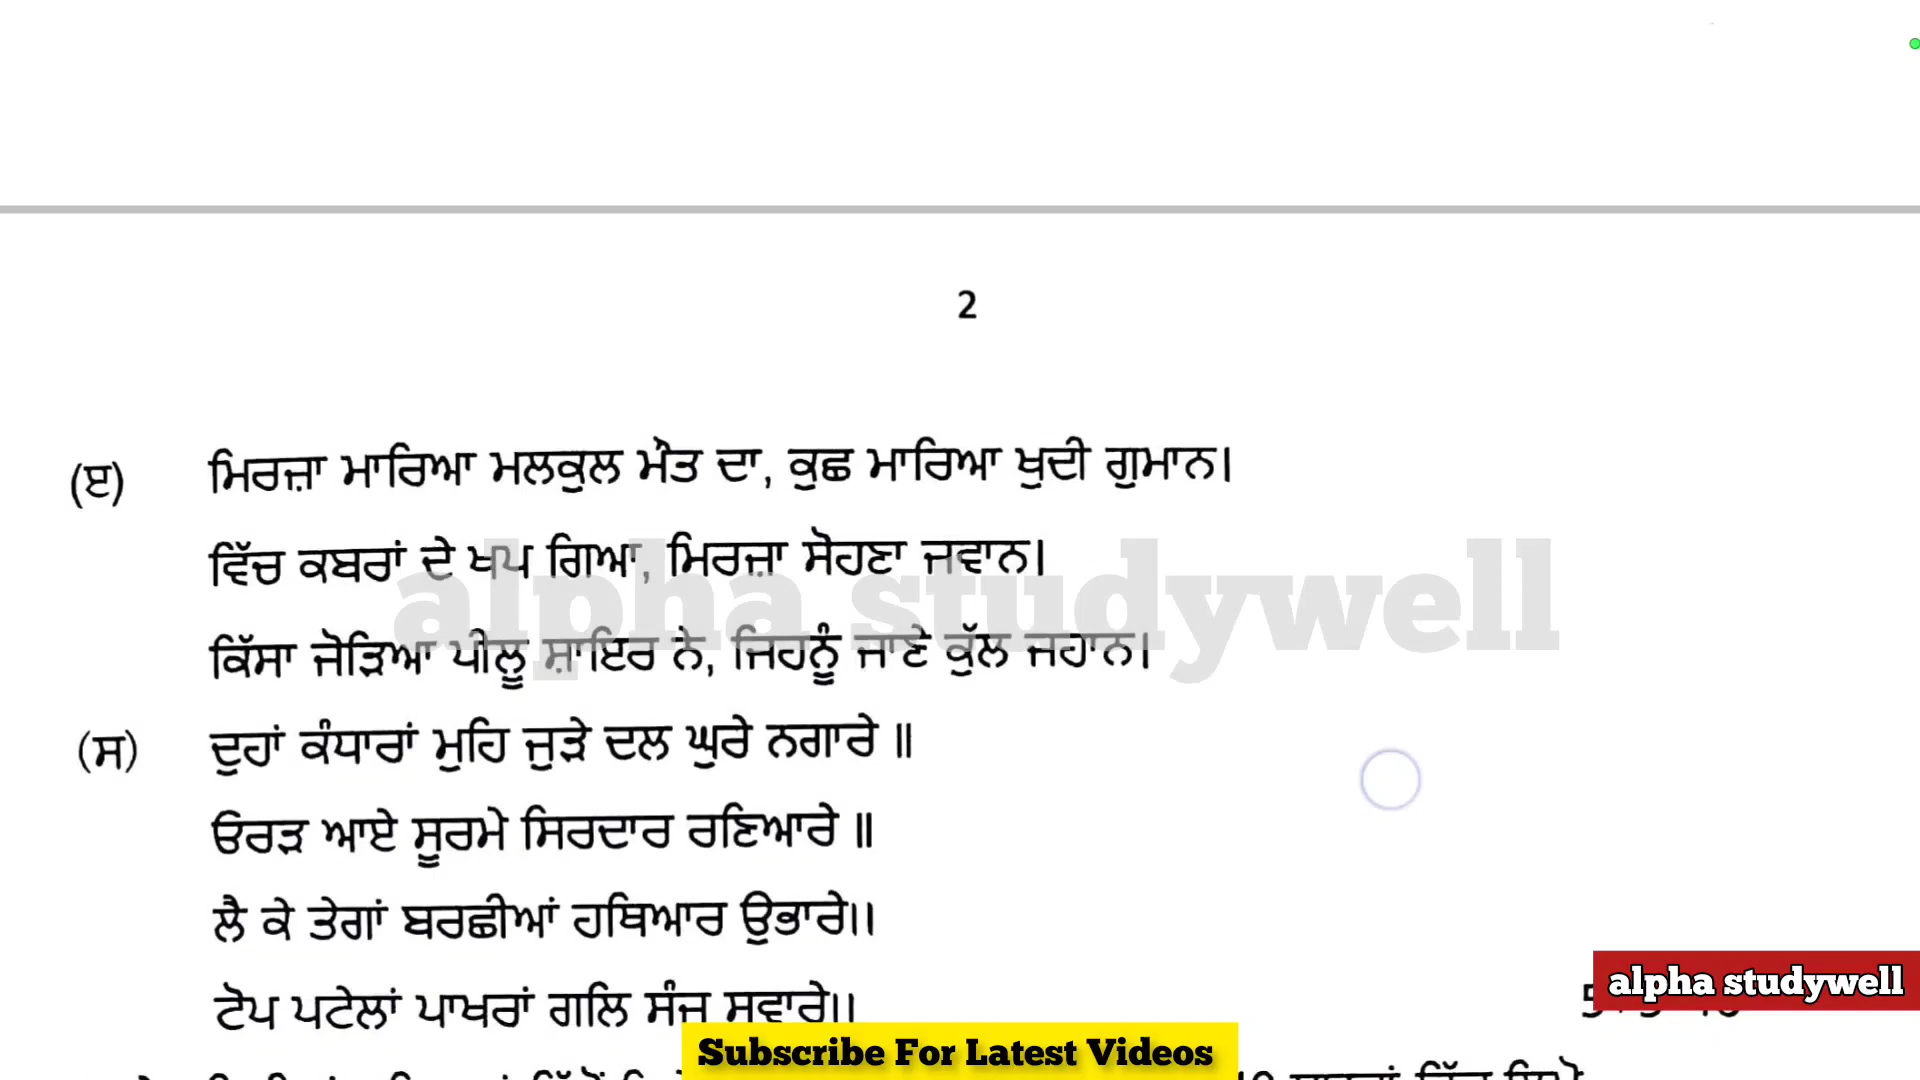 2
(ੲ) ਮਿਰਜ਼ਾ ਮਾਰਿਆ ਮਲਕੁਲ ਮੌਤ ਦਾ, ਕੁਛ ਮਾਰਿਆ ਖੁਦੀ ਗੁਮਾਨ।
ਵਿੱਚ ਕਬਰਾਂ ਦੇ ਖਪ ਗਿਆ, ਮਿਰਜ਼ਾ ਸੋਹਣਾ ਜਵਾਨ।
alpha studywell
ਕਿੱਸਾ ਜੋੜਿਆ ਪੀਲੂ ਸ਼ਾਇਰ ਨੇ, ਜਿਹਨੂੰ ਜਾਣੇ ਕੁੱਲ ਜਹਾਨ।
(ਸ) ਦੁਹਾਂ ਕੰਧਾਰਾਂ ਮੁਹਿ ਜੁੜੇ ਦਲ ਘੁਰੇ ਨਗਾਰੇ ॥
ਓਰੜ ਆਏ ਸੂਰਮੇ ਸਿਰਦਾਰ ਰਣਿਆਰੇ ॥
ਲੈ ਕੇ ਤੇਗਾਂ ਬਰਛੀਆਂ ਹਥਿਆਰ ਉਭਾਰੇ।।
ਟੋਪ ਪਟੇਲਾਂ ਪਾਖਰਾਂ ਗਲਿ ਸੰਜ ਸਵਾਰੇ।।
alpha studywell
Subscribe For Latest Videos